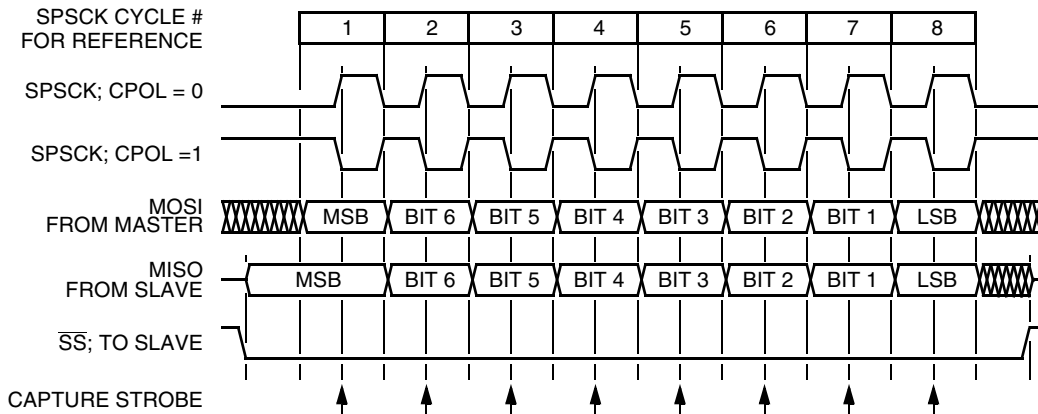 SPSCK CYCLE #
FOR REFERENCE
1 2 3 4 5 6 7 8
SPSCK; CPOL = 0
SPSCK; CPOL =1
MOSI
FROM MASTER
MSB BIT 6 BIT 5 BIT 4 BIT 3 BIT 2 BIT 1 LSB
MISO
FROM SLAVE
MSB BIT 6 BIT 5 BIT 4 BIT 3 BIT 2 BIT 1 LSB
SS; TO SLAVE
CAPTURE STROBE